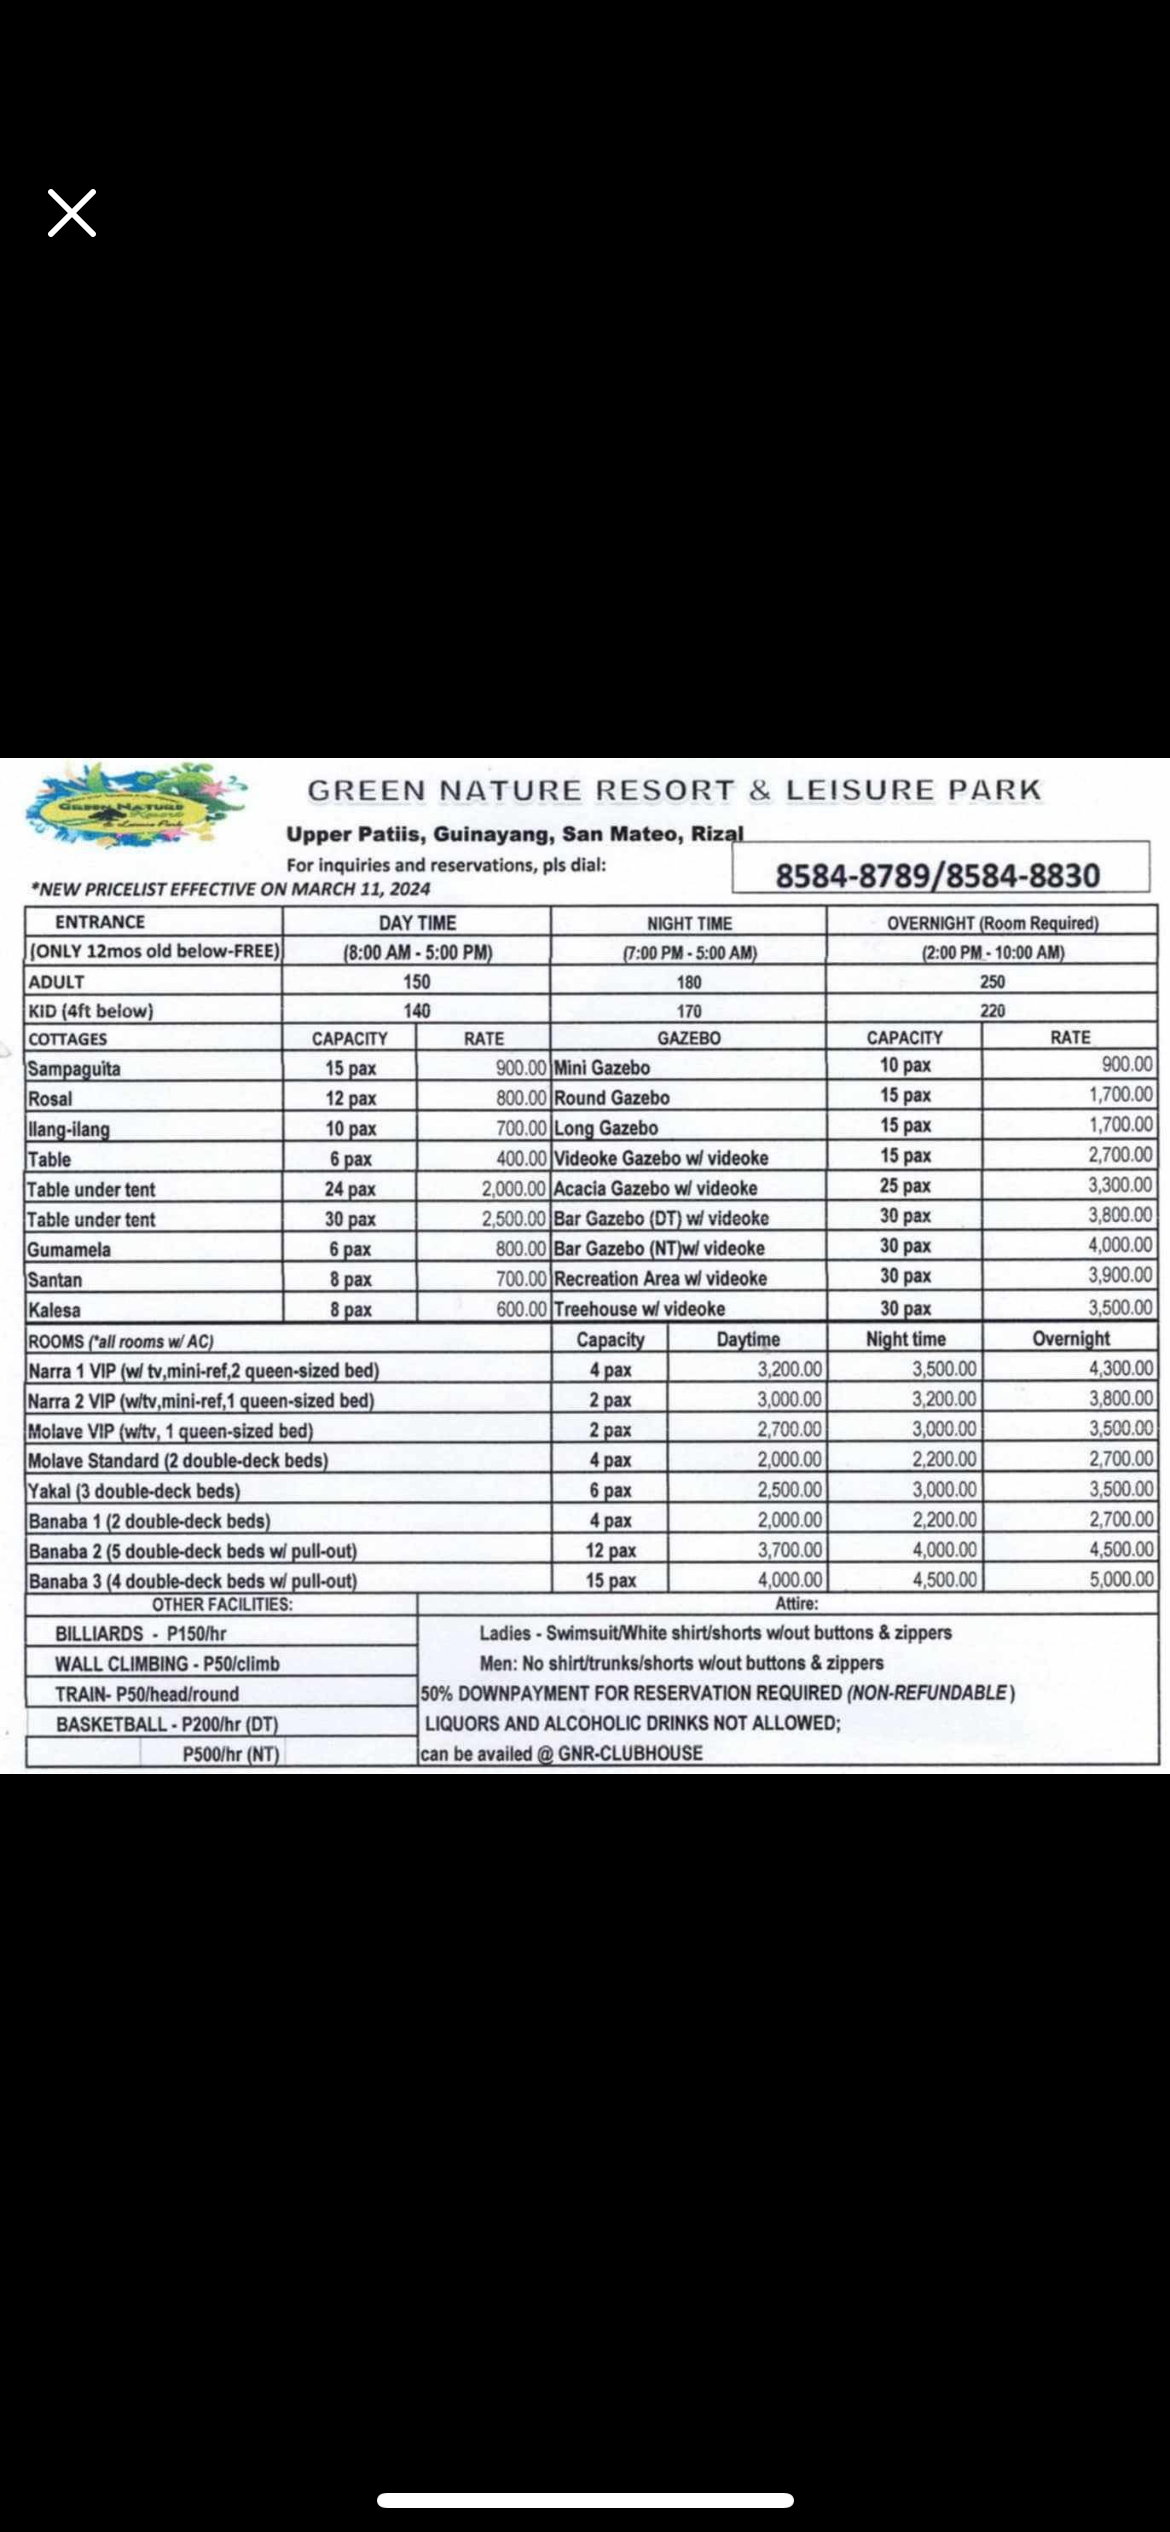 GREEN NATURE
Resort
& Leisure Park
GREEN NATURE RESORT & LEISURE PARK
Upper Patiis, Guinayang, San Mateo, Rizal
For inquiries and reservations, pls dial:
8584-8789/8584-8830
*NEW PRICELIST EFFECTIVE ON MARCH 11, 2024
ENTRANCE DAY TIME NIGHT TIME OVERNIGHT (Room Required)
(ONLY 12mos old below-FREE) (8:00 AM - 5:00 PM) (7:00 PM - 5:00 AM) (2:00 PM - 10:00 AM)
ADULT 150 180 250
KID (4ft below) 140 170 220
COTTAGES CAPACITY RATE GAZEBO CAPACITY RATE
Sampaguita 15 pax 900.00 Mini Gazebo 10 pax 900.00
Rosal 12 pax 800.00 Round Gazebo 15 pax 1,700.00
Ilang-ilang 10 pax 700.00 Long Gazebo 15 pax 1,700.00
Table 6 pax 400.00 Videoke Gazebo w/ videoke 15 pax 2,700.00
Table under tent 24 pax 2,000.00 Acacia Gazebo w/ videoke 25 pax 3,300.00
Table under tent 30 pax 2,500.00 Bar Gazebo (DT) w/ videoke 30 pax 3,800.00
Gumamela 6 pax 800.00 Bar Gazebo (NT)w/ videoke 30 pax 4,000.00
Santan 8 pax 700.00 Recreation Area w/ videoke 30 pax 3,900.00
Kalesa 8 pax 600.00 Treehouse w/ videoke 30 pax 3,500.00
ROOMS (*all rooms w/ AC) Capacity Daytime Night time Overnight
Narra 1 VIP (w/ tv,mini-ref,2 queen-sized bed) 4 pax 3,200.00 3,500.00 4,300.00
Narra 2 VIP (w/tv,mini-ref,1 queen-sized bed) 2 pax 3,000.00 3,200.00 3,800.00
Molave VIP (w/tv, 1 queen-sized bed) 2 pax 2,700.00 3,000.00 3,500.00
Molave Standard (2 double-deck beds) 4 pax 2,000.00 2,200.00 2,700.00
Yakal (3 double-deck beds) 6 pax 2,500.00 3,000.00 3,500.00
Banaba 1 (2 double-deck beds) 4 pax 2,000.00 2,200.00 2,700.00
Banaba 2 (5 double-deck beds w/ pull-out) 12 pax 3,700.00 4,000.00 4,500.00
Banaba 3 (4 double-deck beds w/ pull-out) 15 pax 4,000.00 4,500.00 5,000.00
OTHER FACILITIES: Attire:
BILLIARDS - P150/hr Ladies - Swimsuit/White shirt/shorts w/out buttons & zippers
WALL CLIMBING - P50/climb Men: No shirt/trunks/shorts w/out buttons & zippers
TRAIN- P50/head/round 50% DOWNPAYMENT FOR RESERVATION REQUIRED (NON-REFUNDABLE)
BASKETBALL - P200/hr (DT) LIQUORS AND ALCOHOLIC DRINKS NOT ALLOWED;
P500/hr (NT) can be availed @ GNR-CLUBHOUSE